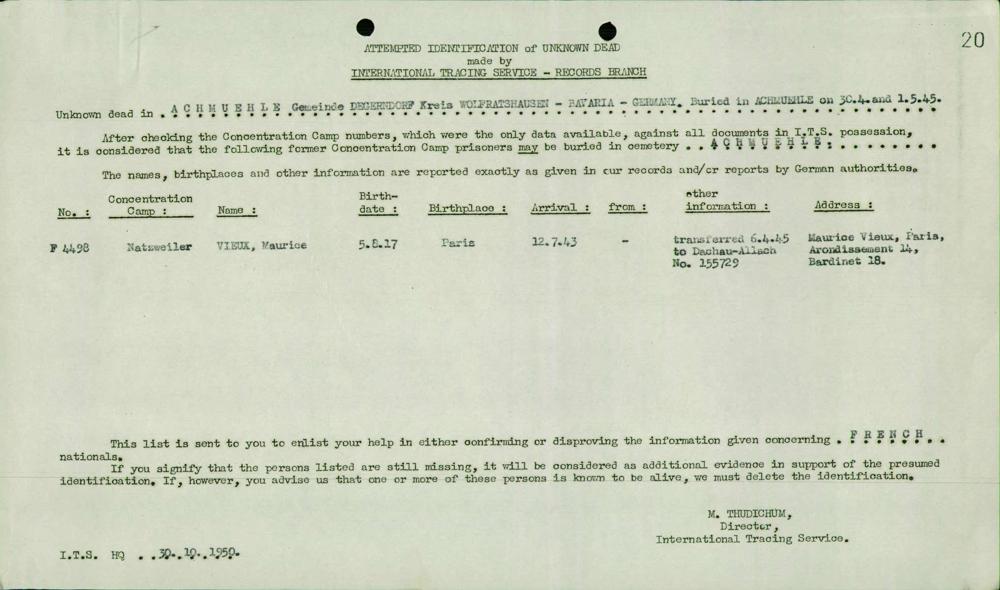 20
ATTEMPTED IDENTIFICATION of UNKNOWN DEAD
made by
INTERNATIONAL TRACING SERVICE - RECORDS BRANCH
Unknown dead in . A C H M U E H L E Gemeinde DEGERNDORF Kreis WOLFRATSHAUSEN - BAVARIA - GERMANY. Buried in ACHMUEHLE on 30.4.and 1.5.45.
After checking the Concentration Camp numbers, which were the only data available, against all documents in I.T.S. possession,
it is considered that the following former Concentration Camp prisoners may be buried in cemetery . . A C H M U E H L E . . . . . . . . .
The names, birthplaces and other information are reported exactly as given in our records and/or reports by German authorities.
No. : Concentration Camp : Name : Birth-date : Birthplace : Arrival : from : other information : Address :
F 4498 Natzweiler VIEUX, Maurice 5.8.17 Paris 12.7.43 - transferred 6.4.45 Maurice Vieux, Paris,
to Dachau-Allach Arondissement 14,
No. 155729 Bardinet 18.
This list is sent to you to enlist your help in either confirming or disproving the information given concerning . F R E N C H . .
nationals.
If you signify that the persons listed are still missing, it will be considered as additional evidence in support of the presumed
identification. If, however, you advise us that one or more of these persons is known to be alive, we must delete the identification.
M. THUDICHUM,
Director,
International Tracing Service.
I.T.S. HQ . .30. 10. 1950.